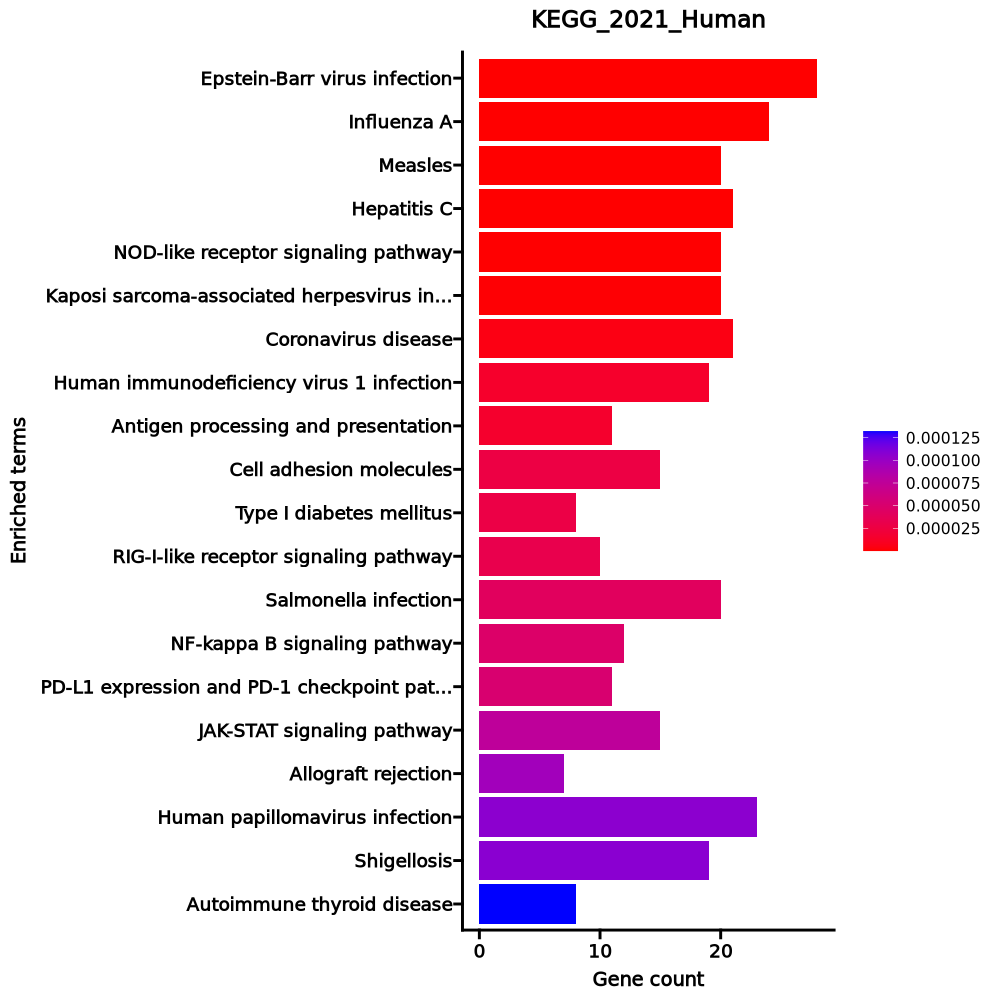 KEGG_2021_Human
Epstein-Barr virus infection
Influenza A
Measles
Hepatitis C
NOD-like receptor signaling pathway
Kaposi sarcoma-associated herpesvirus in...
Coronavirus disease
Human immunodeficiency virus 1 infection
Antigen processing and presentation
Cell adhesion molecules
Type I diabetes mellitus
RIG-I-like receptor signaling pathway
Salmonella infection
NF-kappa B signaling pathway
PD-L1 expression and PD-1 checkpoint pat...
JAK-STAT signaling pathway
Allograft rejection
Human papillomavirus infection
Shigellosis
Autoimmune thyroid disease
Enriched terms
0 10 20
Gene count
0.000125
0.000100
0.000075
0.000050
0.000025